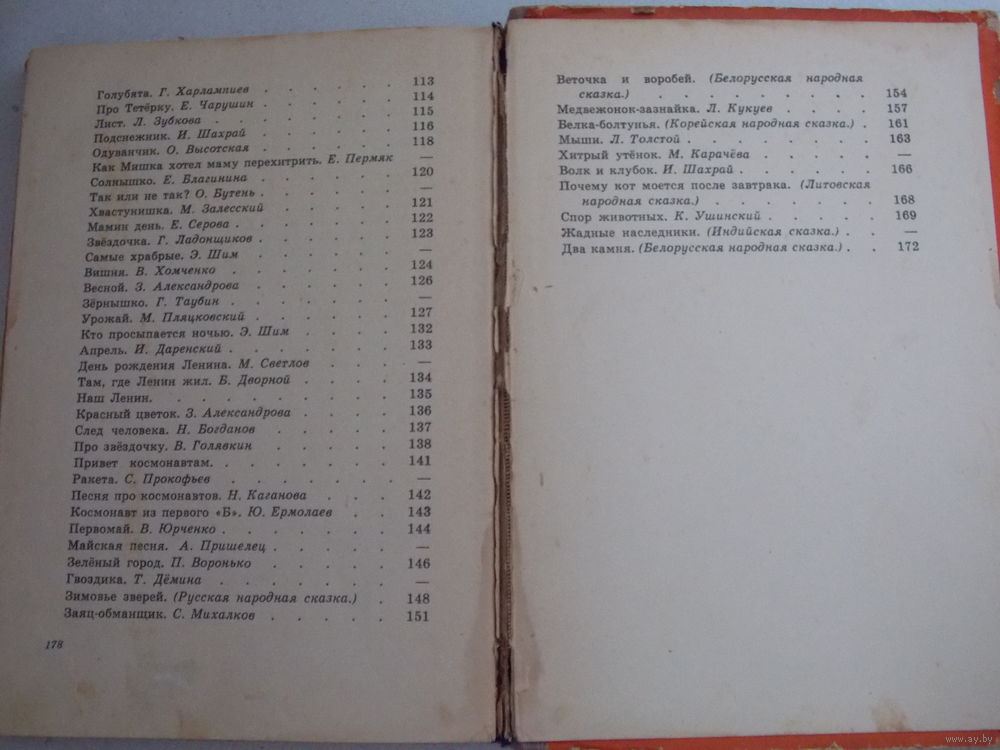 Голубята. Г. Харлампиев . . . . . . 113
Про Тетёрку. Е. Чарушин . . . . . . 114
Лист. Л. Зубкова . . . . . . . 115
Подснежник. И. Шахрай . . . . . . 116
Одуванчик. О. Высотская . . . . . . 118
Как Мишка хотел маму перехитрить. Е. Пермяк —
Солнышко. Е. Благинина . . . . . . 120
Так или не так? О. Бутень . . . . . —
Хвастунишка. М. Залесский . . . . . 121
Мамин день. Е. Серова . . . . . . 122
Звёздочка. Г. Ладонщиков . . . . . . 123
Самые храбрые. Э. Шим . . . . . . —
Вишня. В. Хомченко . . . . . . . 124
Весной. З. Александрова . . . . . . 126
Зёрнышко. Г. Таубин . . . . . . . —
Урожай. М. Пляцковский . . . . . . 127
Кто просыпается ночью. Э. Шим . . . . 132
Апрель. И. Даренский . . . . . . . 133
День рождения Ленина. М. Светлов . . . . —
Там, где Ленин жил. Б. Дворной . . . . 134
Наш Ленин. . . . . . . . . . 135
Красный цветок. З. Александрова . . . . 136
След человека. Н. Богданов . . . . . 137
Про звёздочку. В. Голявкин . . . . . 138
Привет космонавтам. . . . . . . . 141
Ракета. С. Прокофьев . . . . . . . —
Песня про космонавтов. Н. Каганова . . . 142
Космонавт из первого «Б». Ю. Ермолаев . . 143
Первомай. В. Юрченко . . . . . . . 144
Майская песня. А. Пришелец . . . . . —
Зелёный город. П. Воронько . . . . . 146
Гвоздика. Т. Дёмина . . . . . . . —
Зимовье зверей. (Русская народная сказка.) . 148
Заяц-обманщик. С. Михалков . . . . . 151
178
Веточка и воробей. (Белорусская народная
сказка.) . . . . . . . . . 154
Медвежонок-зазнайка. Л. Кукуев . . . . 157
Белка-болтунья. (Корейская народная сказка.) . 161
Мыши. Л. Толстой . . . . . . . 163
Хитрый утёнок. М. Карачёва . . . . . —
Волк и клубок. И. Шахрай . . . . . . 166
Почему кот моется после завтрака. (Литовская
народная сказка.) . . . . . . . 168
Спор животных. К. Ушинский . . . . . 169
Жадные наследники. (Индийская сказка.) . . —
Два камня. (Белорусская народная сказка.) . . 172
www.ay.by